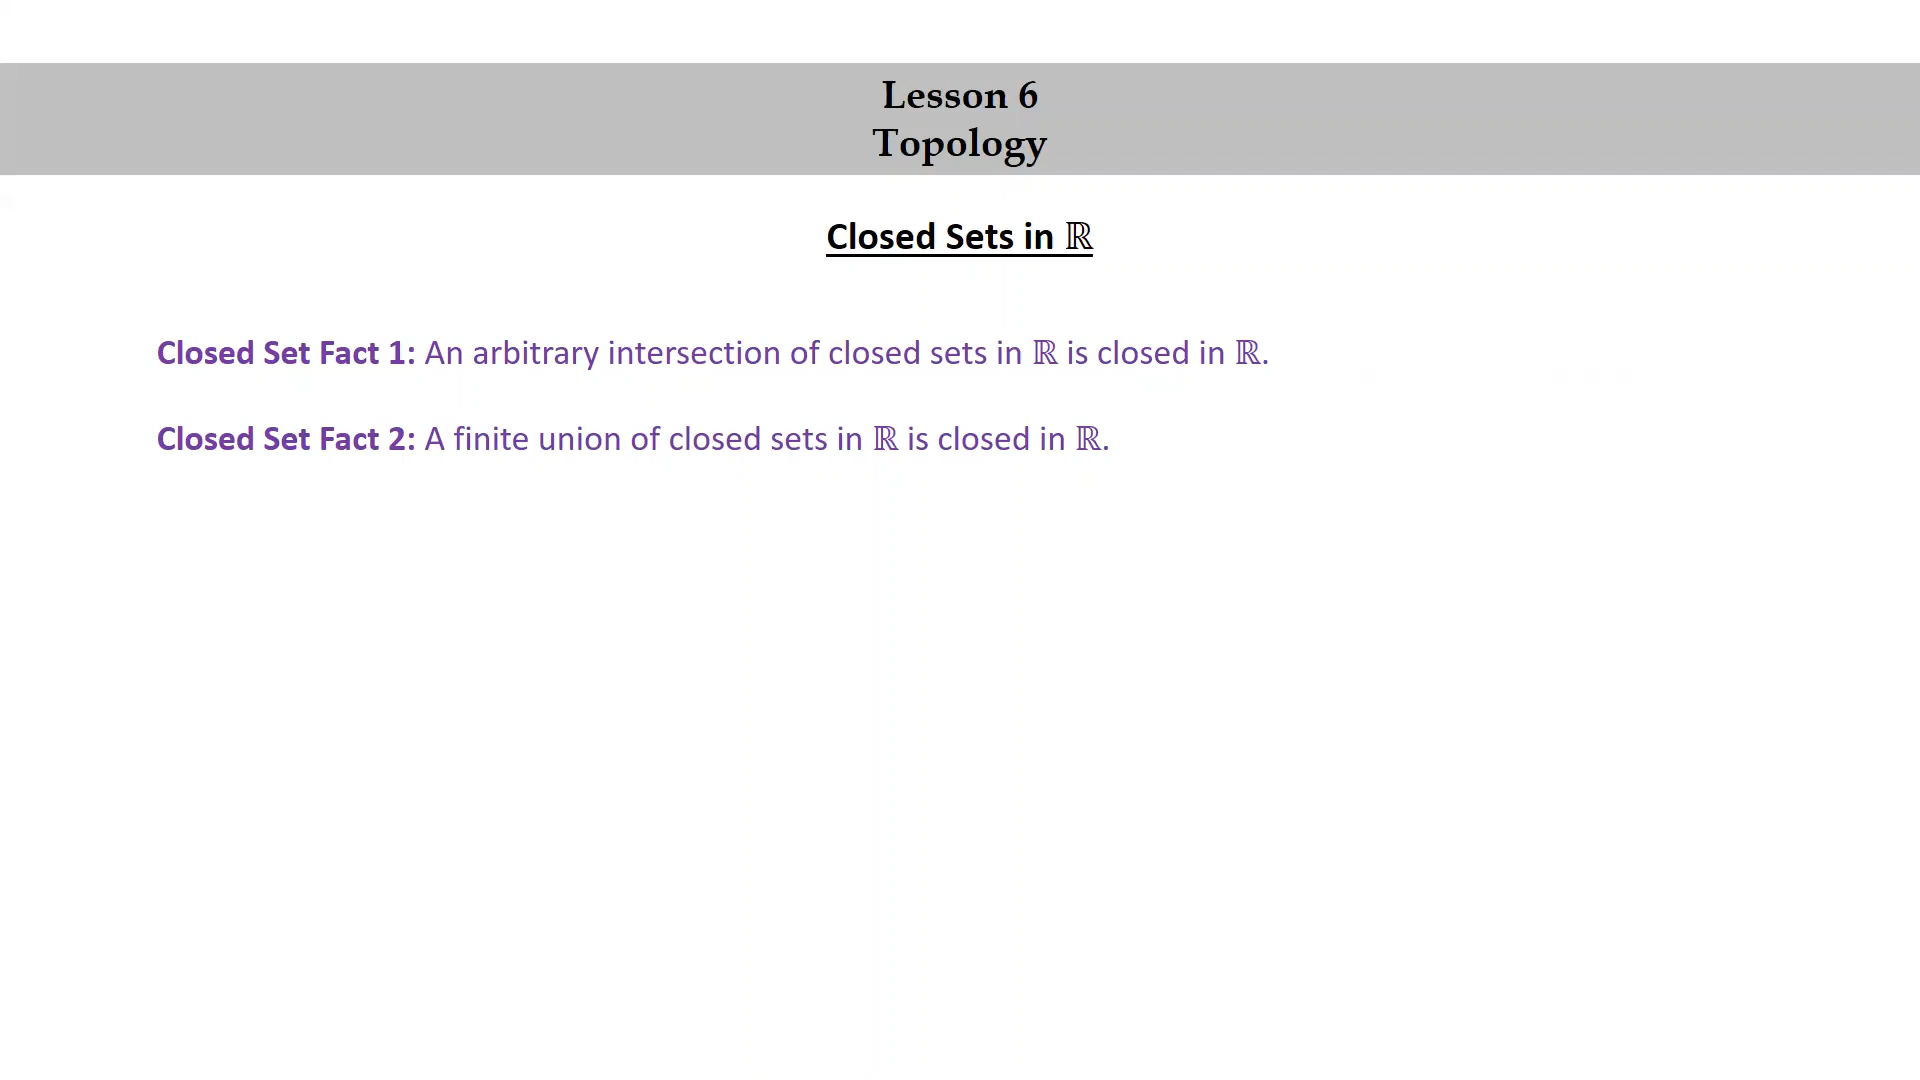 Lesson 6
Topology
Closed Sets in ℝ
Closed Set Fact 1: An arbitrary intersection of closed sets in ℝ is closed in ℝ.
Closed Set Fact 2: A finite union of closed sets in ℝ is closed in ℝ.